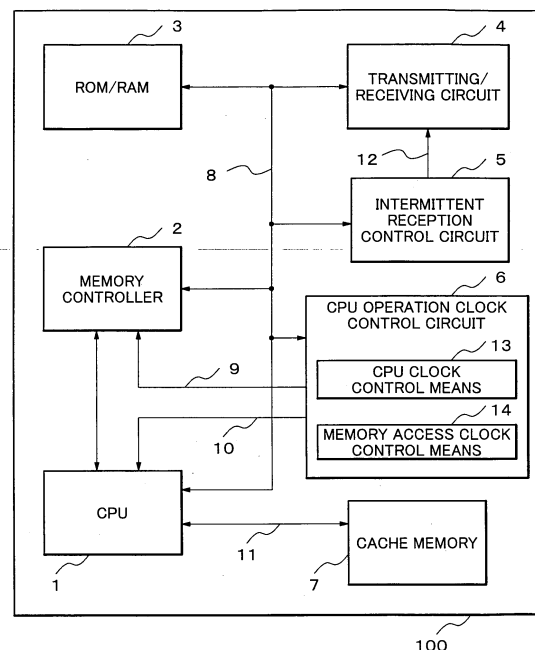 3
4
ROM/RAM
TRANSMITTING/
RECEIVING CIRCUIT
12
5
8
INTERMITTENT
RECEPTION
CONTROL CIRCUIT
2
6
MEMORY
CONTROLLER
CPU OPERATION CLOCK
CONTROL CIRCUIT
13
9
CPU CLOCK
CONTROL MEANS
14
10
MEMORY ACCESS CLOCK
CONTROL MEANS
CPU
11
CACHE MEMORY
1
7
100